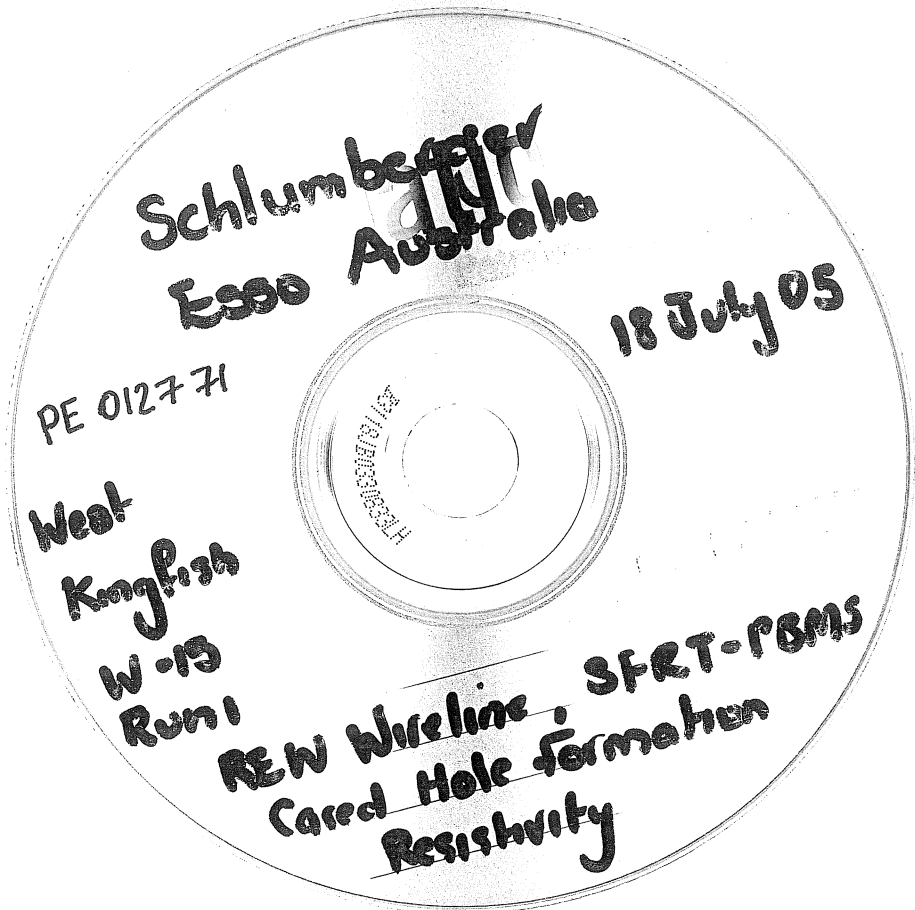 Schlumberger
Esso Australia
18 July 05
PE 012771
West
Kingfish
W-15
Run 1
REW Wireline, SFRT-PBMS
Cased Hole Formation
Resistivity